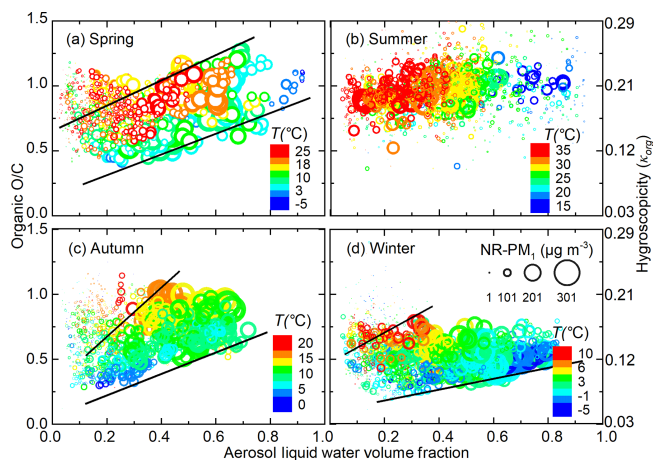 1.5
(a) Spring
(b) Summer
0.29
1.0
0.21
T(°C)
25
18
10
3
-5
T(°C)
35
30
25
20
15
0.5
0.12
0.0
0.03
Organic O/C
Hygroscopicity (κorg)
1.5
(c) Autumn
(d) Winter
NR-PM1 (µg m-3)
1 101 201 301
0.29
1.0
0.21
T(°C)
20
15
10
5
0
T(°C)
10
6
3
-1
-5
0.5
0.12
0.0
0.03
0.0 0.2 0.4 0.6 0.8 1.0
0.2 0.4 0.6 0.8 1.0
Aerosol liquid water volume fraction